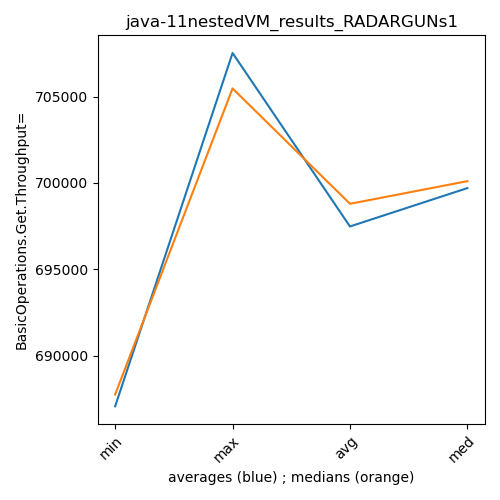 java-11nestedVM_results_RADARGUNs1
BasicOperations.Get.Throughput=
705000
700000
695000
690000
min
max
avg
med
averages (blue) ; medians (orange)